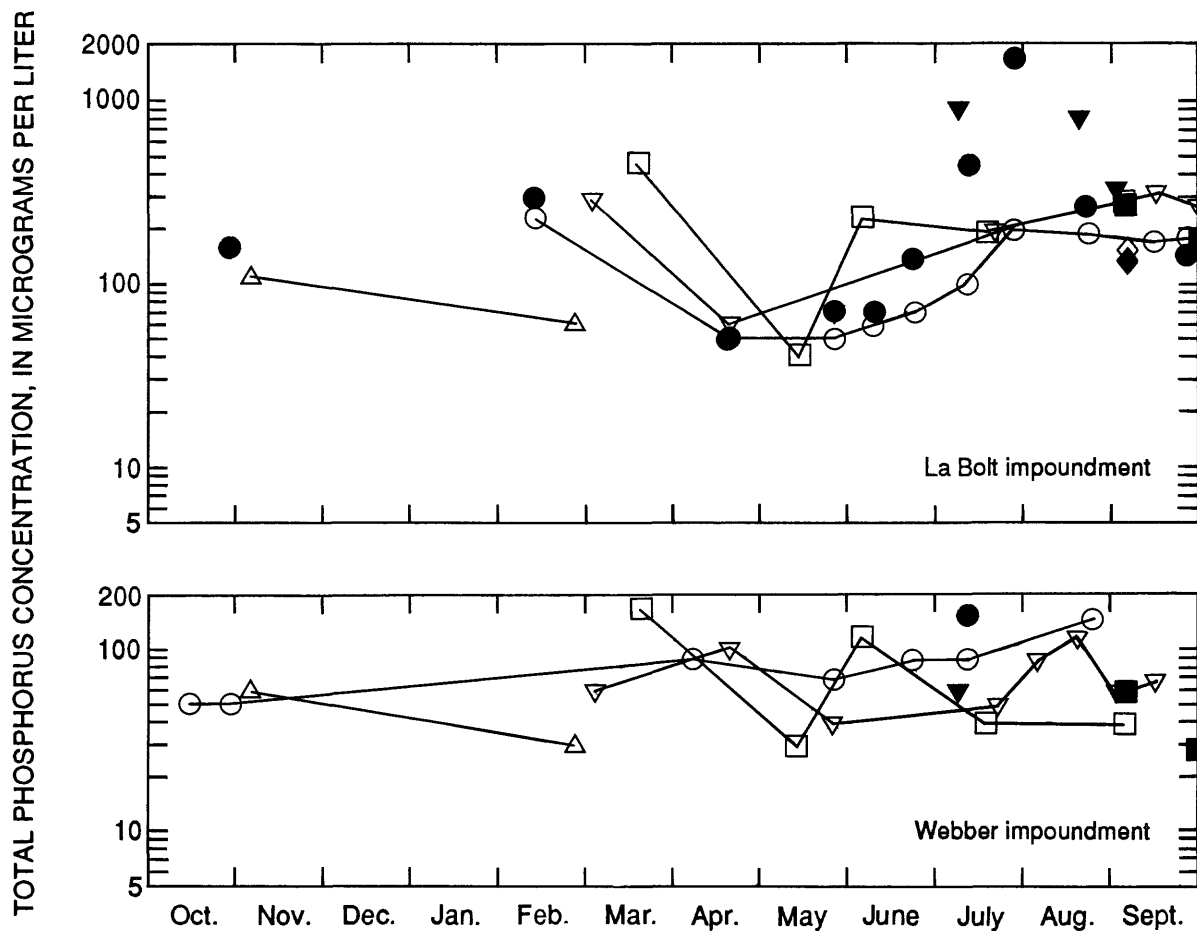 TOTAL PHOSPHORUS CONCENTRATION, IN MICROGRAMS PER LITER
2000
1000
100
10
5
La Bolt impoundment
200
100
10
5
Webber impoundment
Oct. Nov. Dec. Jan. Feb. Mar. Apr. May June July Aug. Sept.